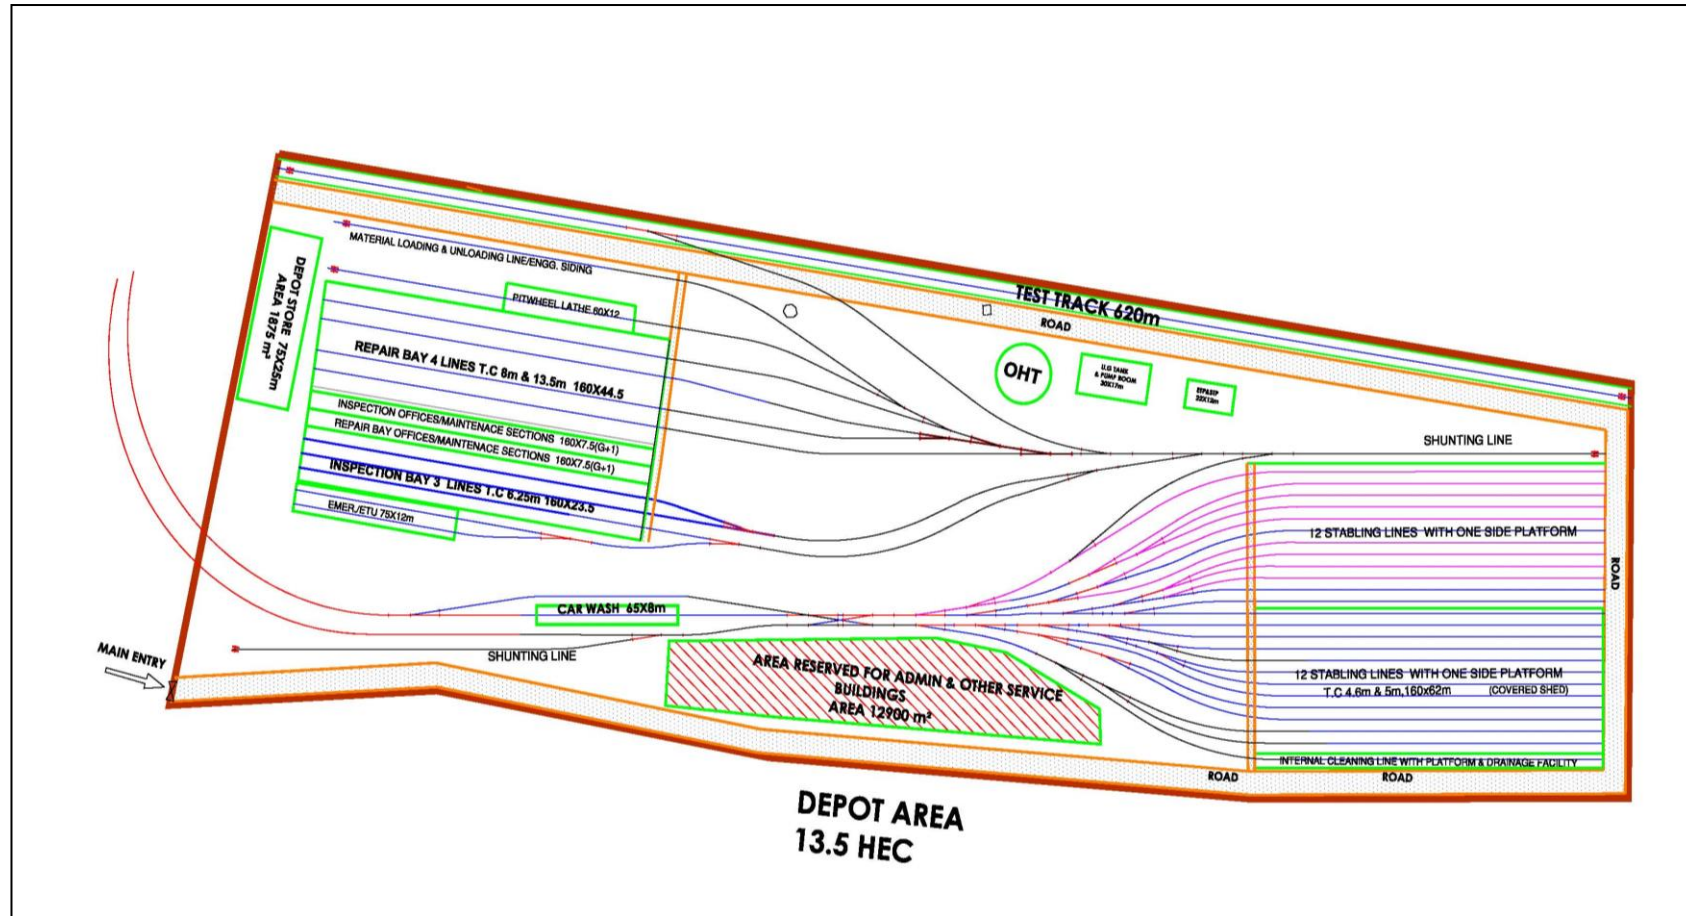 MATERIAL LOADING & UNLOADING LINE/ENGG. SIDING
DEPOT STORE 75X25m
AREA 1875 m²
PITWHEEL LATHE 60X12
REPAIR BAY 4 LINES T.C 8m & 13.5m 160X44.5
INSPECTION OFFICES/MAINTENACE SECTIONS 160X7.5(G+1)
REPAIR BAY OFFICES/MAINTENACE SECTIONS 160X7.5(G+1)
INSPECTION BAY 3 LINES T.C 6.25m 160X23.5
EMER./ETU 75X12m
TEST TRACK 620m
ROAD
OHT
U.G TANK
& PUMP ROOM
30X17m
SHUNTING LINE
12 STABLING LINES WITH ONE SIDE PLATFORM
ROAD
CAR WASH 65X8m
MAIN ENTRY
SHUNTING LINE
AREA RESERVED FOR ADMIN & OTHER SERVICE
BUILDINGS
AREA 12900 m²
12 STABLING LINES WITH ONE SIDE PLATFORM
T.C 4.6m & 5m,160x62m (COVERED SHED)
INTERNAL CLEANING LINE WITH PLATFORM & DRAINAGE FACILITY
ROAD
ROAD
DEPOT AREA
13.5 HEC